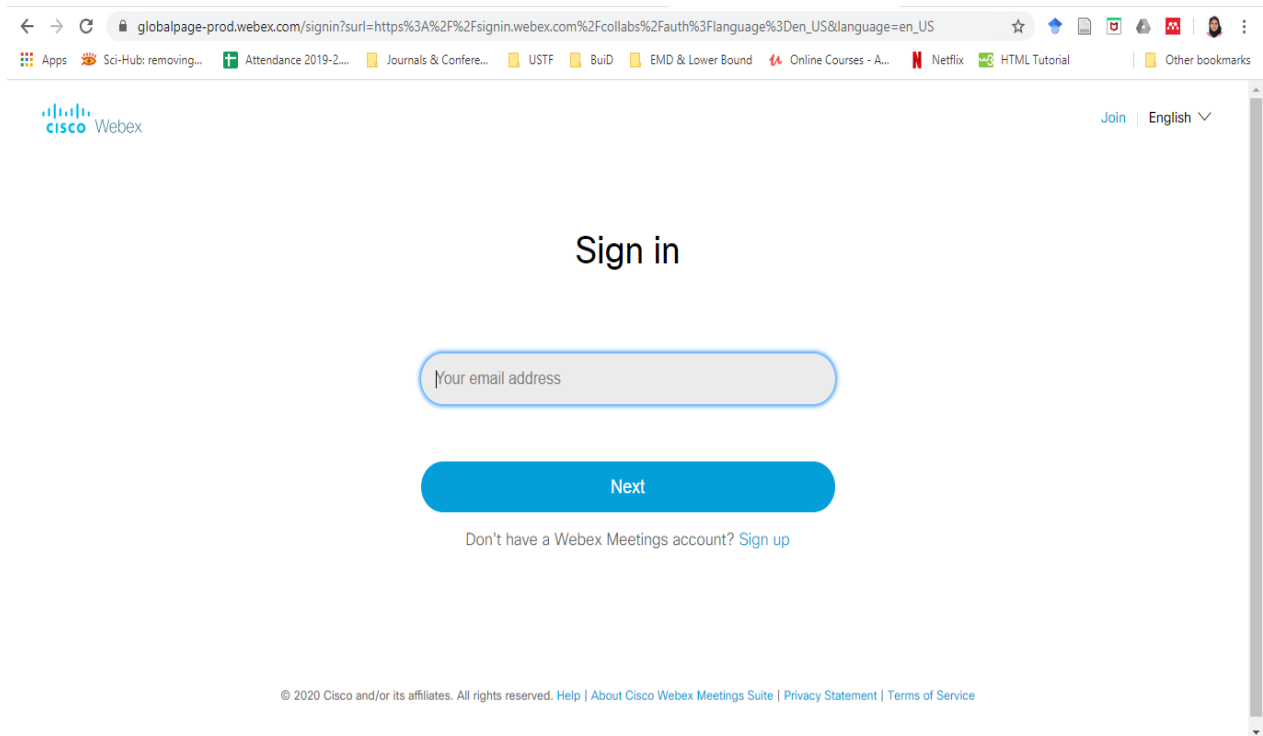 globalpage-prod.webex.com/signin?surl=https%3A%2F%2Fsignin.webex.com%2Fcollabs%2Fauth%3Flanguage%3Den_US&language=en_US
Apps Sci-Hub: removing... Attendance 2019-2.... Journals & Confere... USTF BuiD EMD & Lower Bound Online Courses - A... N Netflix w3 HTML Tutorial Other bookmarks
cisco Webex Join | English
Sign in
Your email address
Next
Don't have a Webex Meetings account? Sign up
© 2020 Cisco and/or its affiliates. All rights reserved. Help | About Cisco Webex Meetings Suite | Privacy Statement | Terms of Service